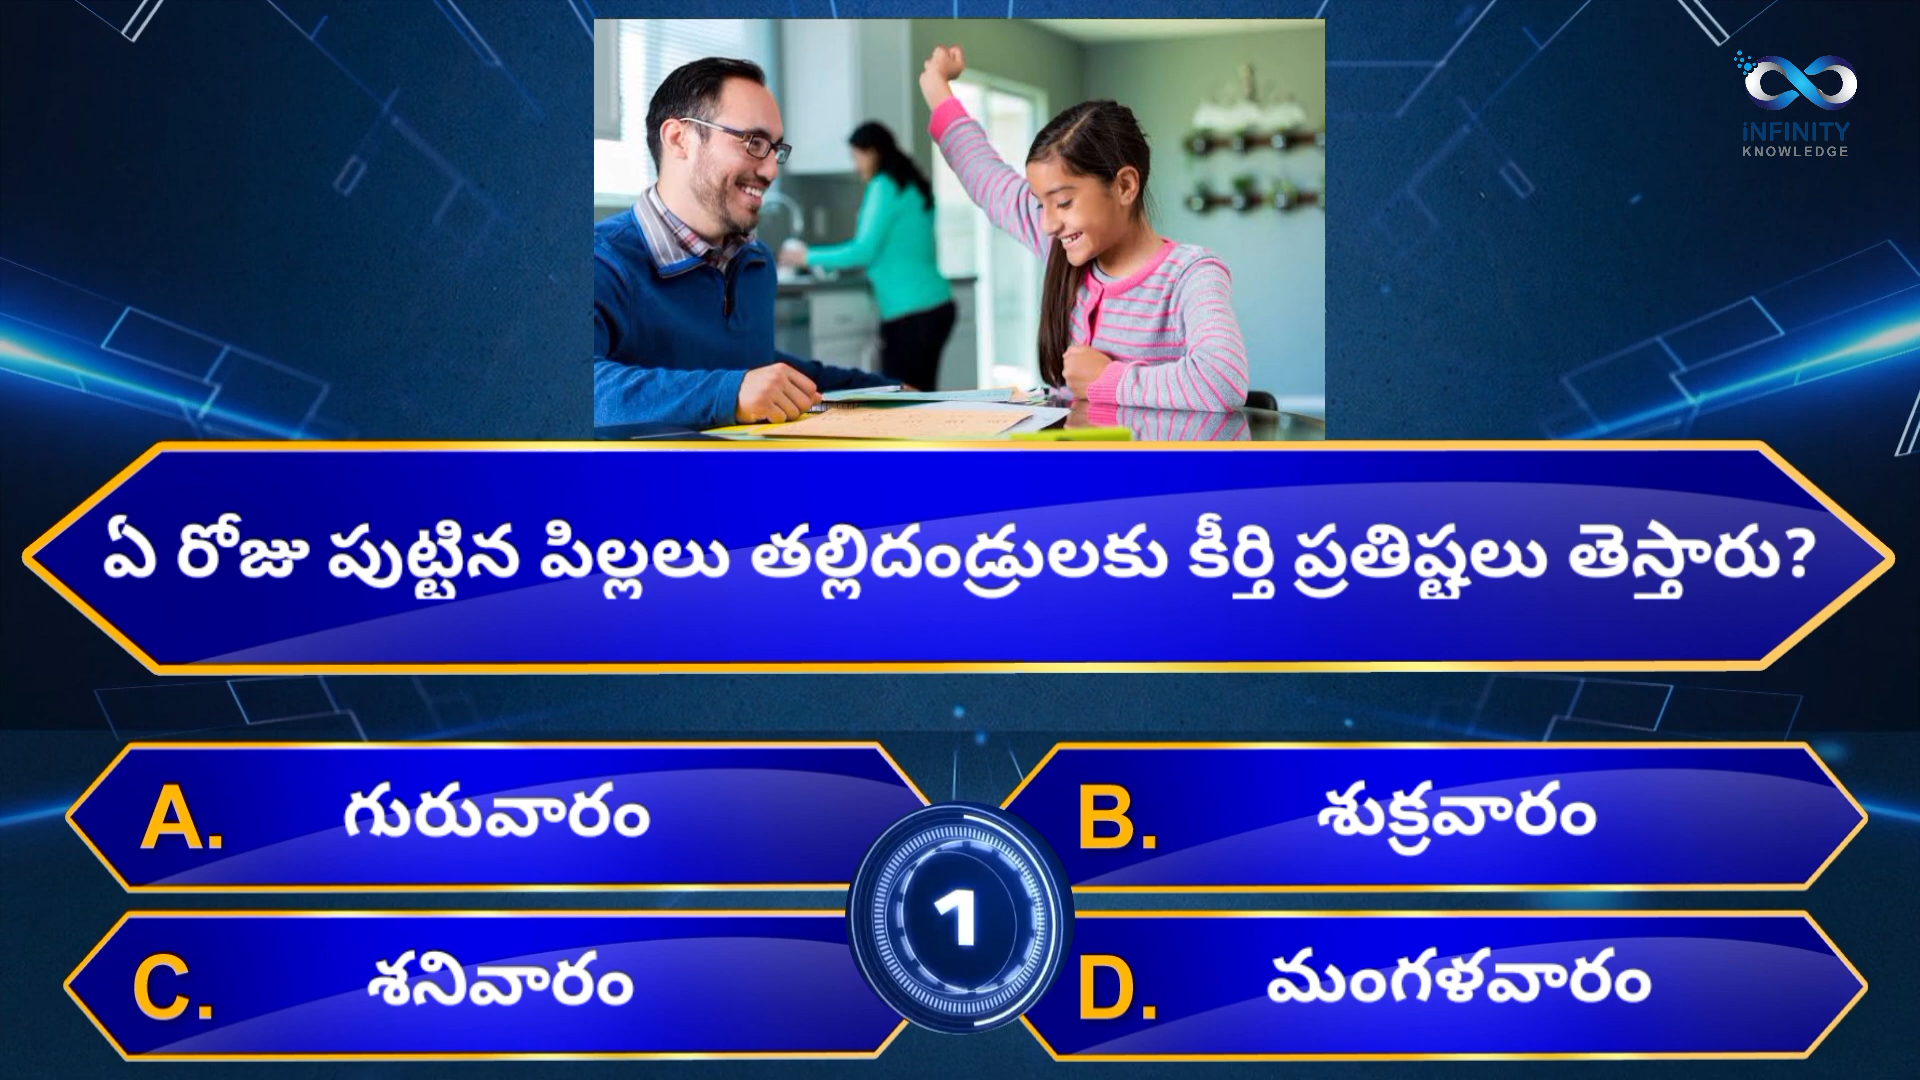 iNFINITY
KNOWLEDGE
ఏ రోజు పుట్టిన పిల్లలు తల్లిదండ్రులకు కీర్తి ప్రతిష్టలు తెస్తారు?
A. గురువారం
B. శుక్రవారం
1
C. శనివారం
D. మంగళవారం